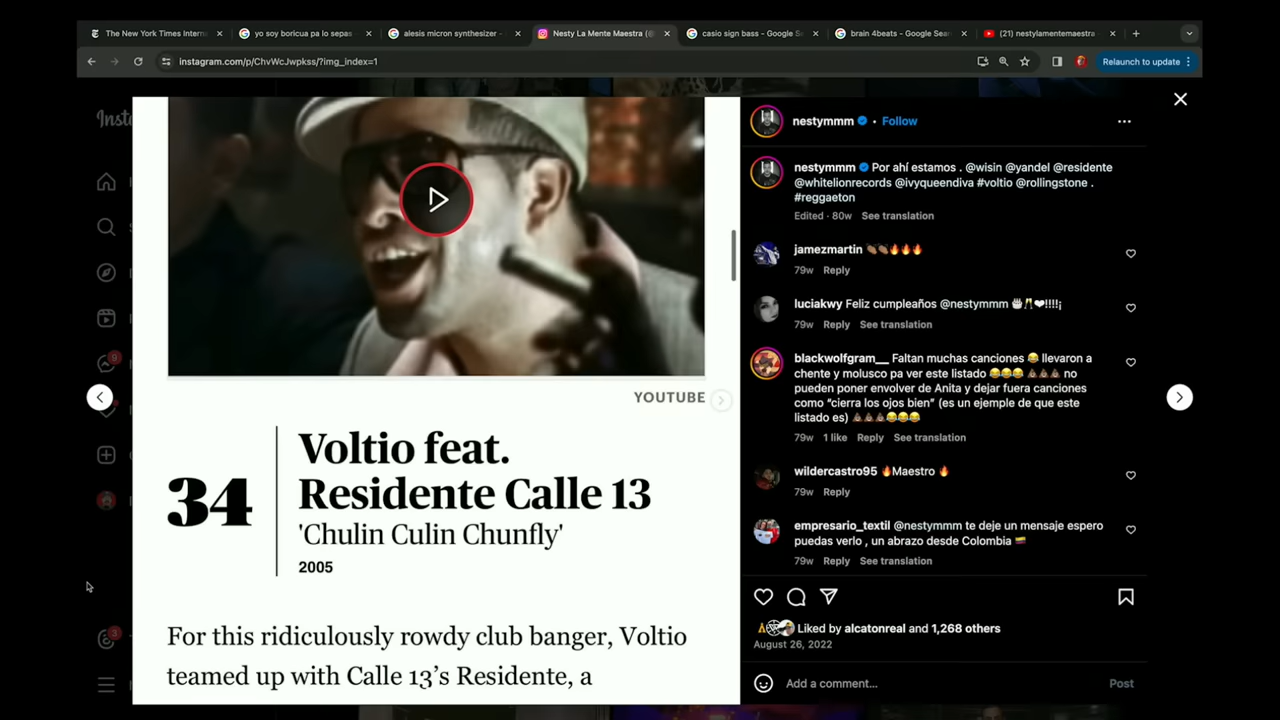 The New York Times Intern
yo soy boricua pa lo sepas
alesis micron synthesizer -
Nesty La Mente Maestra (@
casio sign bass - Google S
brain 4beats - Google Sear
(21) nestylamentemaestra
instagram.com/p/ChvWcJwpkss/?img_index=1
Relaunch to update
Insta
9
3
YOUTUBE
34
Voltio feat.
Residente Calle 13
'Chulin Culin Chunfly'
2005
For this ridiculously rowdy club banger, Voltio
teamed up with Calle 13’s Residente, a
nestymmm • Follow
nestymmm Por ahí estamos . @wisin @yandel @residente
@whitelionrecords @ivyqueendiva #voltio @rollingstone .
#reggaeton
Edited · 80w See translation
jamezmartin 👏🏾👏🏾🔥🔥🔥
79w Reply
luciakwy Feliz cumpleaños @nestymmm 🎂🥂❤!!!!¡
79w Reply See translation
blackwolfgram__ Faltan muchas canciones 😂 llevaron a
chente y molusco pa ver este listado 😂😂😂 💩💩💩 no
pueden poner envolver de Anita y dejar fuera canciones
como “cierra los ojos bien” (es un ejemplo de que este
listado es) 💩💩💩😂😂😂
79w 1 like Reply See translation
wildercastro95 🔥Maestro 🔥
79w Reply
empresario_textil @nestymmm te deje un mensaje espero
puedas verlo , un abrazo desde Colombia 🇨🇴
79w Reply See translation
Liked by alcatonreal and 1,268 others
August 26, 2022
Add a comment...
Post